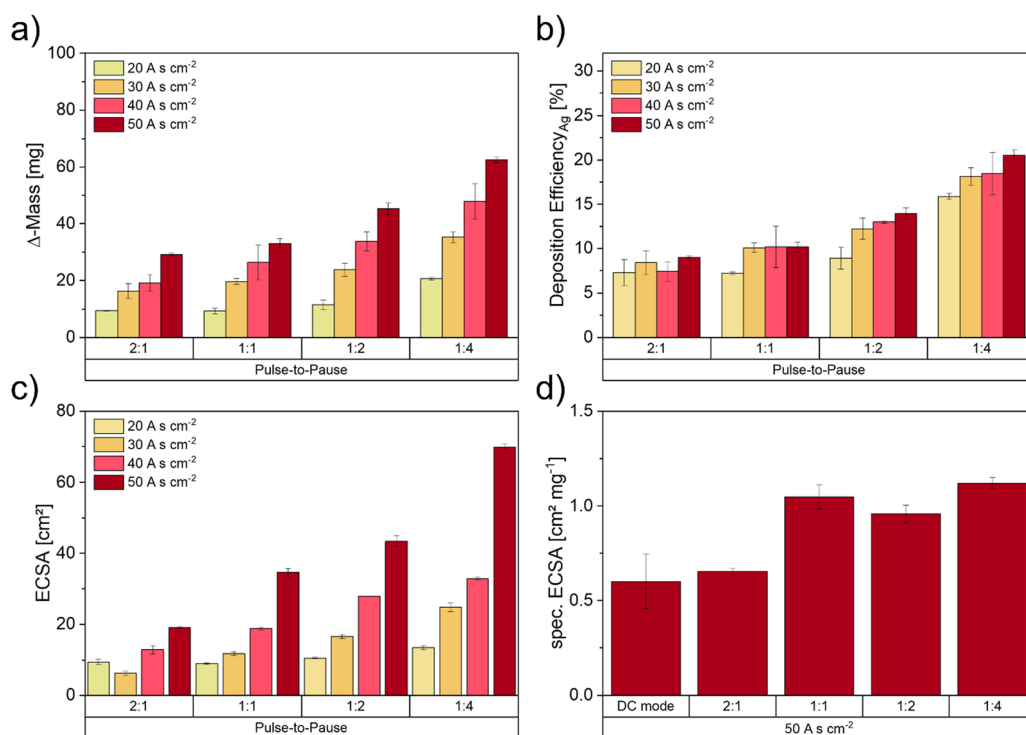 a)
100
80
60
40
20
0
Δ-Mass [mg]
20 A s cm⁻²
30 A s cm⁻²
40 A s cm⁻²
50 A s cm⁻²
2:1 1:1 1:2 1:4
Pulse-to-Pause
b)
30
25
20
15
10
5
0
Deposition Efficiency_Ag [%]
20 A s cm⁻²
30 A s cm⁻²
40 A s cm⁻²
50 A s cm⁻²
2:1 1:1 1:2 1:4
Pulse-to-Pause
c)
80
60
40
20
0
ECSA [cm²]
20 A s cm⁻²
30 A s cm⁻²
40 A s cm⁻²
50 A s cm⁻²
2:1 1:1 1:2 1:4
Pulse-to-Pause
d)
1.5
1.0
0.5
0.0
spec. ECSA [cm² mg⁻¹]
DC mode 2:1 1:1 1:2 1:4
50 A s cm⁻²